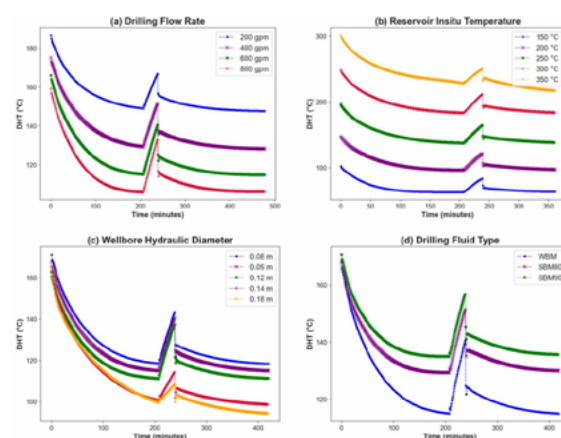 (a) Drilling Flow Rate
200 gpm
400 gpm
600 gpm
800 gpm
DHT (°C)
180
160
140
120
0 100 200 300 400 500
Time (minutes)
(b) Reservoir Insitu Temperature
150 °C
200 °C
250 °C
300 °C
350 °C
DHT (°C)
300
200
100
0 50 100 150 200 250 300 350
Time (minutes)
(c) Wellbore Hydraulic Diameter
0.08 m
0.09 m
0.12 m
0.14 m
0.18 m
DHT (°C)
160
140
120
100
0 100 200 300 400
Time (minutes)
(d) Drilling Fluid Type
WBM
SBM80
SBM90
DHT (°C)
160
140
120
0 100 200 300 400
Time (minutes)